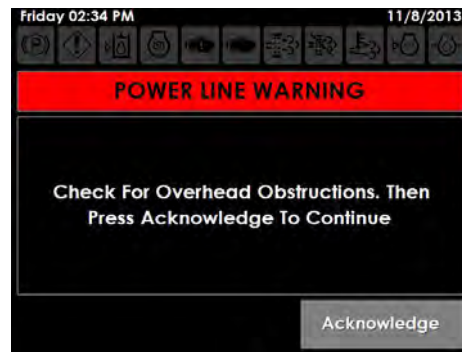 Friday 02:34 PM 11/8/2013
POWER LINE WARNING
Check For Overhead Obstructions. Then
Press Acknowledge To Continue
Acknowledge